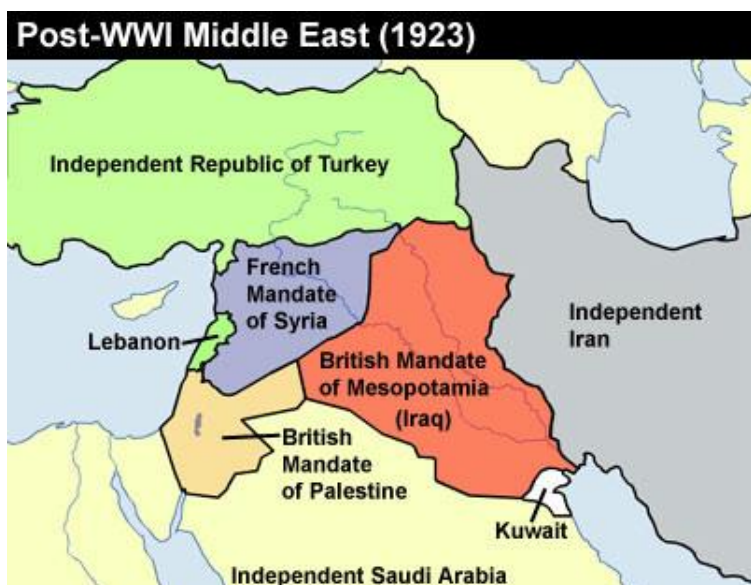 Post-WWI Middle East (1923)
Independent Republic of Turkey
French
Mandate
of Syria
Lebanon
Independent
Iran
British Mandate
of Mesopotamia
(Iraq)
British
Mandate
of Palestine
Kuwait
Independent Saudi Arabia